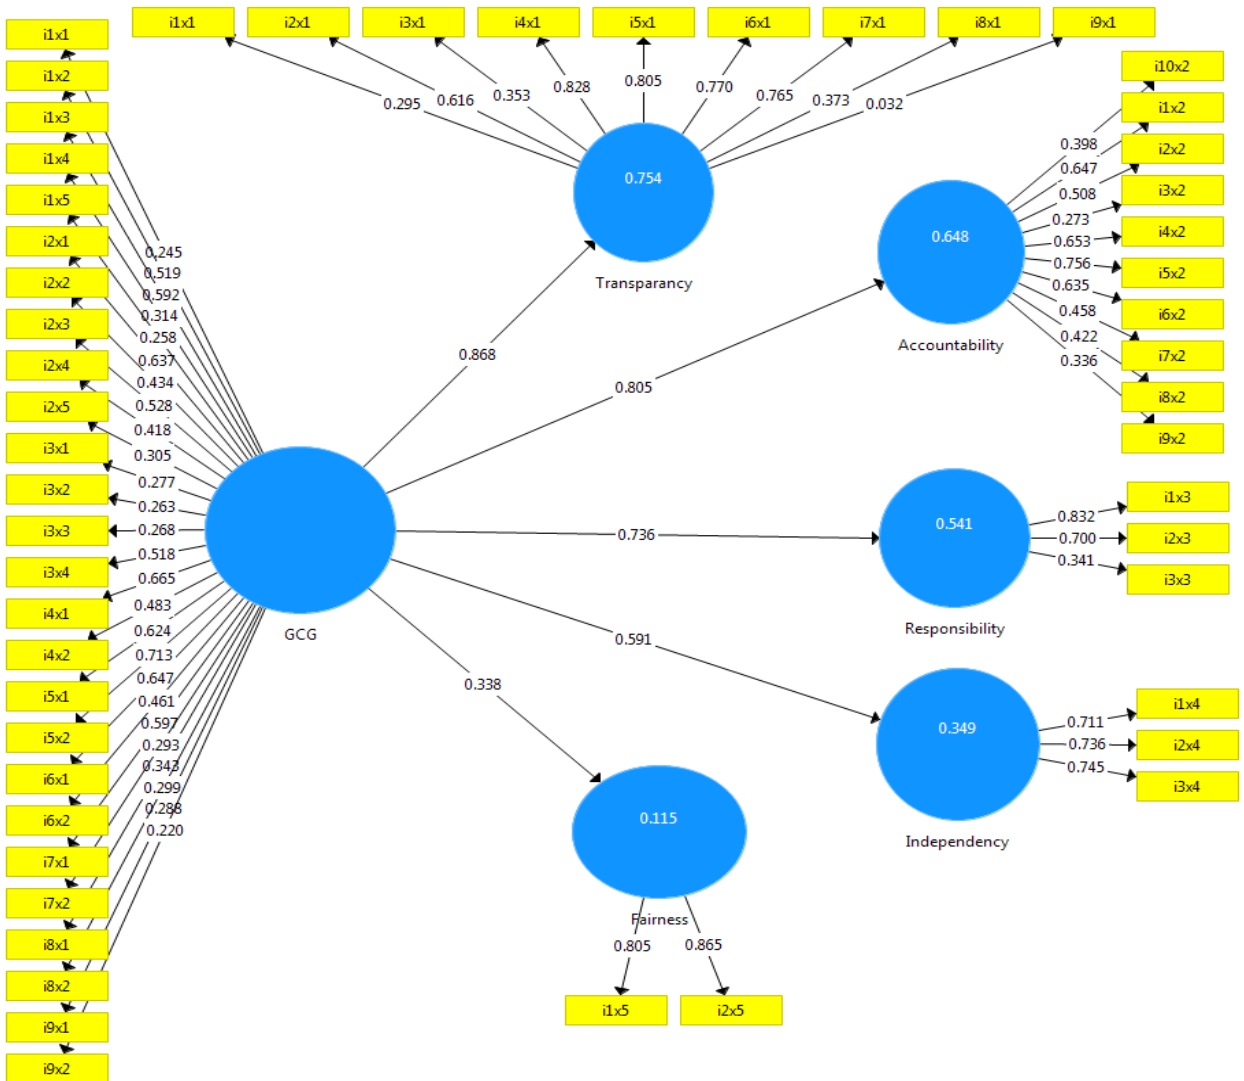 i1x1
i2x1
i3x1
i4x1
i5x1
i6x1
i7x1
i8x1
i9x1
0.295
0.616
0.353
0.828
0.805
0.770
0.765
0.373
0.032
0.754
Transparancy
i1x1
i1x2
i1x3
i1x4
i1x5
i2x1
i2x2
i2x3
i2x4
i2x5
i3x1
i3x2
i3x3
i3x4
i4x1
i4x2
i5x1
i5x2
i6x1
i6x2
i7x1
i7x2
i8x1
i8x2
i9x1
i9x2
0.245
0.519
0.592
0.314
0.258
0.637
0.434
0.528
0.418
0.305
0.277
0.263
0.268
0.518
0.665
0.483
0.624
0.713
0.647
0.461
0.597
0.293
0.343
0.299
0.288
0.220
GCG
0.868
0.805
0.736
0.591
0.338
0.648
Accountability
0.398
0.647
0.508
0.273
0.653
0.756
0.635
0.458
0.422
0.336
i10x2
i1x2
i2x2
i3x2
i4x2
i5x2
i6x2
i7x2
i8x2
i9x2
0.541
Responsibility
0.832
0.700
0.341
i1x3
i2x3
i3x3
0.349
Independency
0.711
0.736
0.745
i1x4
i2x4
i3x4
0.115
Fairness
0.805
0.865
i1x5
i2x5